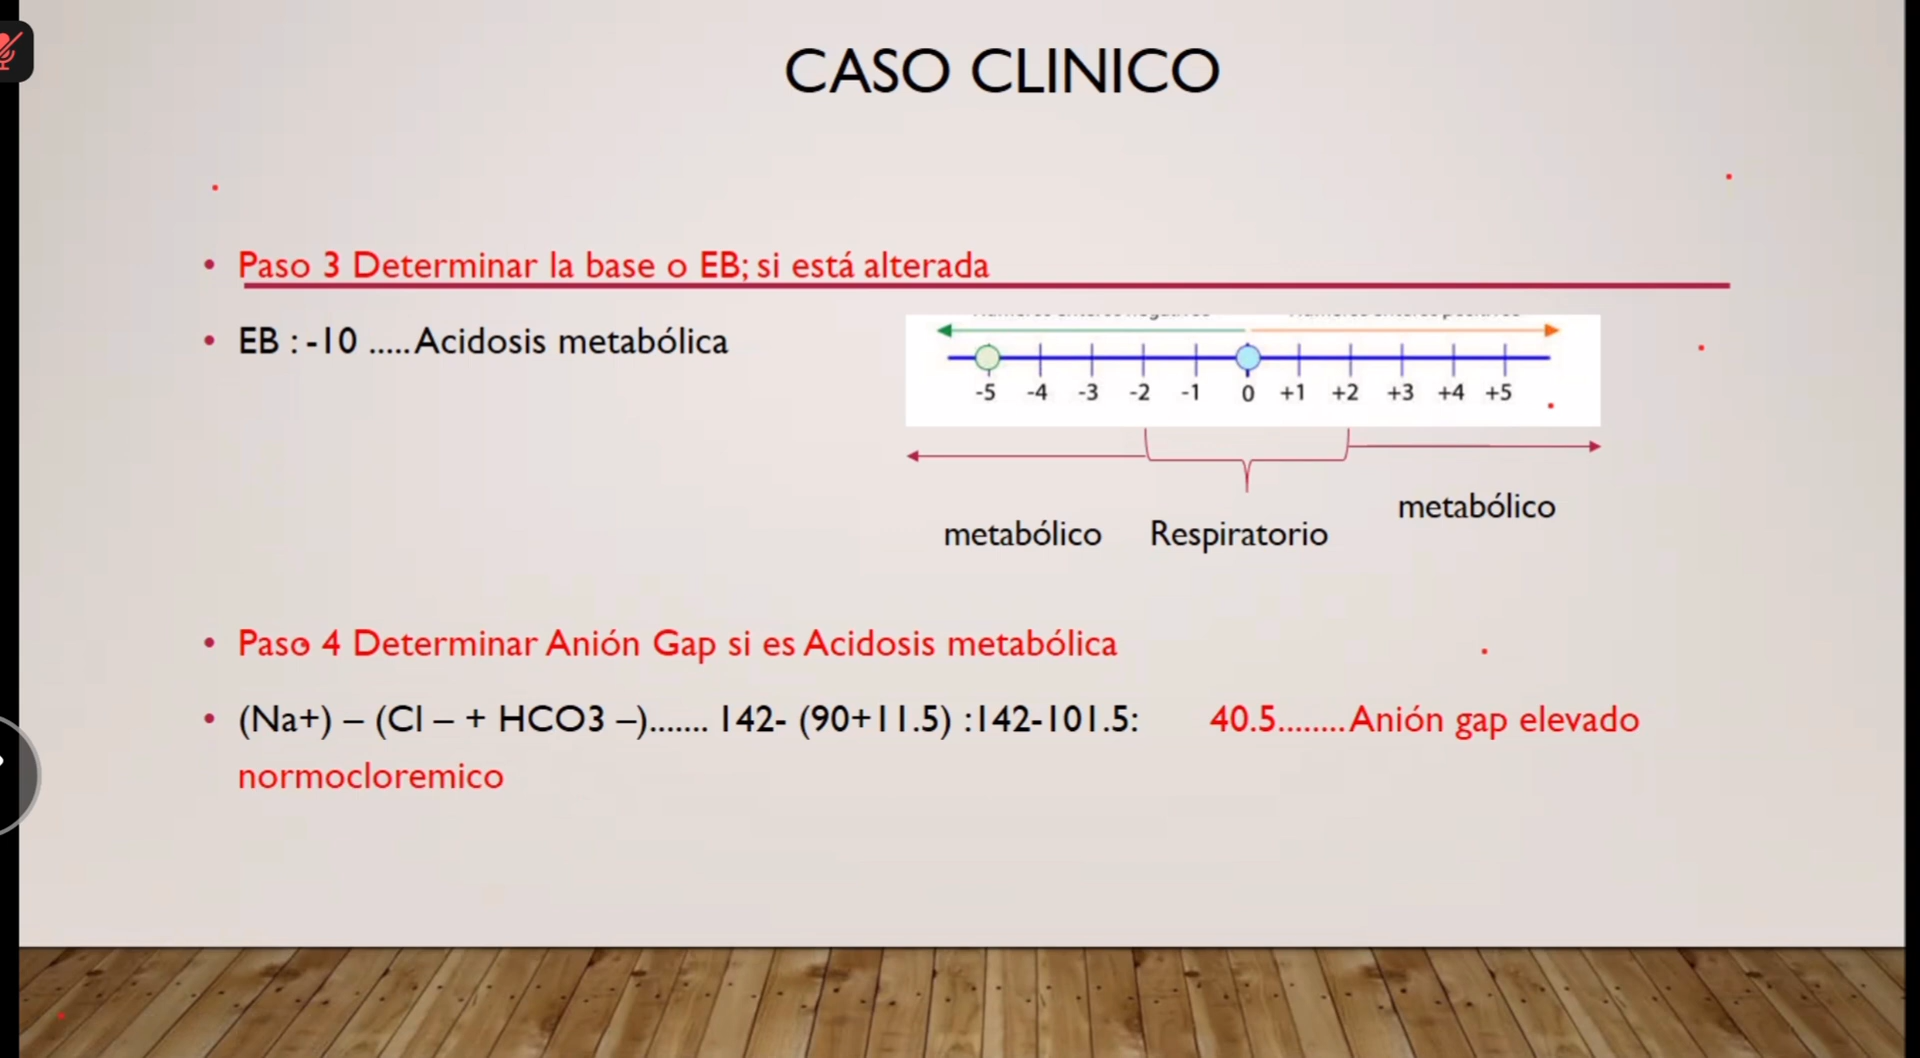 CASO CLINICO
• Paso 3 Determinar la base o EB; si está alterada
• EB : -10 .....Acidosis metabólica
-5 -4 -3 -2 -1 0 +1 +2 +3 +4 +5
metabólico Respiratorio metabólico
• Paso 4 Determinar Anión Gap si es Acidosis metabólica
• (Na+) – (Cl – + HCO3 –)....... 142- (90+11.5) :142-101.5: 40.5........Anión gap elevado
normocloremico